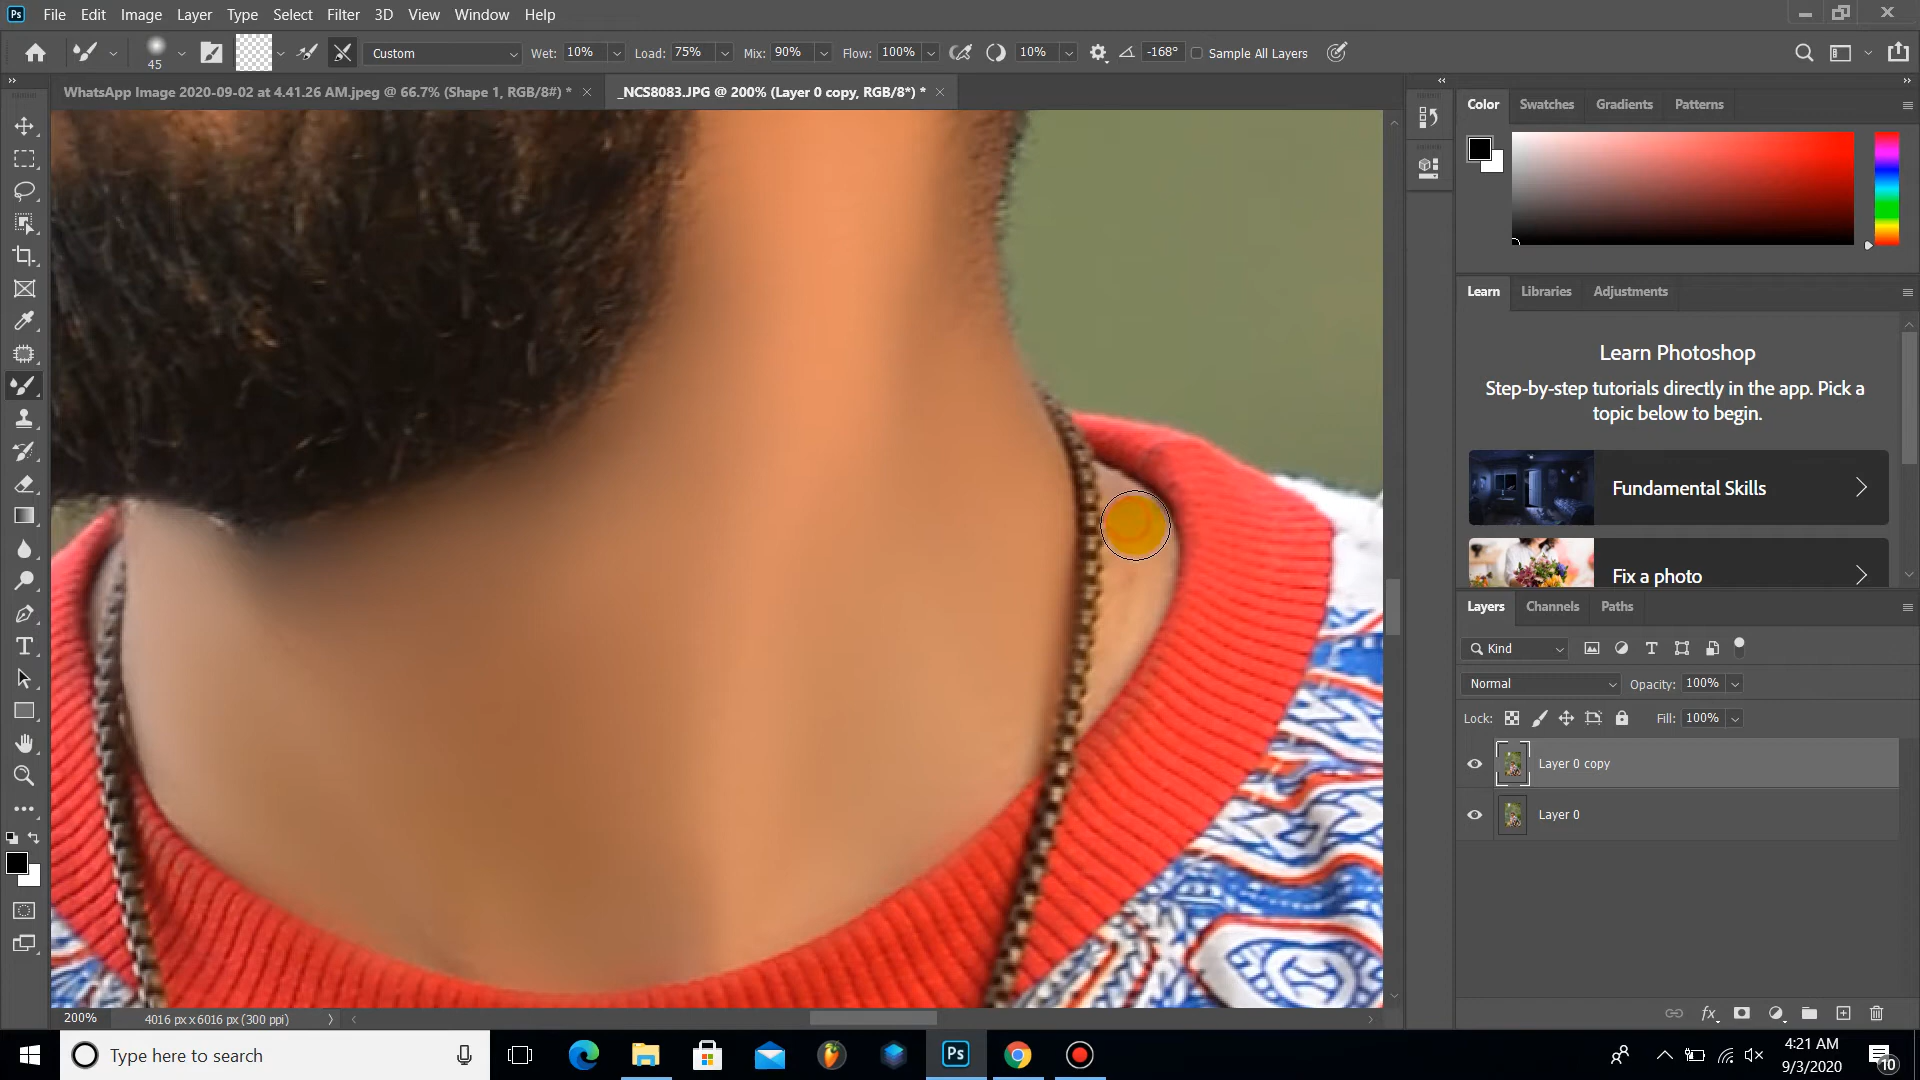 Ps File Edit Image Layer Type Select Filter 3D View Window Help
45 Custom Wet: 10% Load: 75% Mix: 90% Flow: 100% 10% -168° Sample All Layers
WhatsApp Image 2020-09-02 at 4.41.26 AM.jpeg @ 66.7% (Shape 1, RGB/8#) * × _NCS8083.JPG @ 200% (Layer 0 copy, RGB/8*) * ×
Color Swatches Gradients Patterns
Learn Libraries Adjustments
Learn Photoshop
Step-by-step tutorials directly in the app. Pick a
topic below to begin.
Fundamental Skills
Fix a photo
Layers Channels Paths
Kind
Normal Opacity: 100%
Lock: Fill: 100%
Layer 0 copy
Layer 0
fx
200% 4016 px x 6016 px (300 ppi)
Type here to search
Ps
4:21 AM
9/3/2020
10